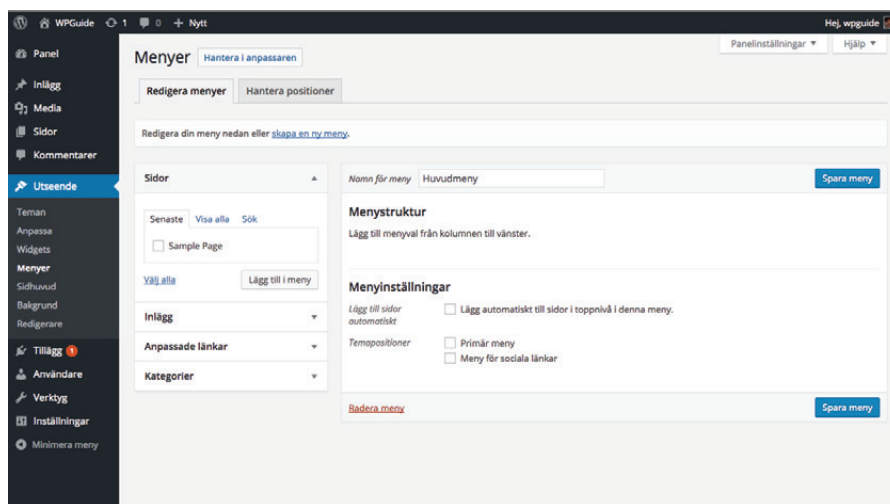 WPGuide 1 0 + Nytt Hej, wpguide
Panelinställningar Hjälp
Panel
Inlägg
Media
Sidor
Kommentarer
Utseende
Teman
Anpassa
Widgets
Menyer
Sidhuvud
Bakgrund
Redigerare
Tillägg 1
Användare
Verktyg
Inställningar
Minimera meny
Menyer Hantera i anpassaren
Redigera menyer Hantera positioner
Redigera din meny nedan eller skapa en ny meny.
Sidor
Senaste Visa alla Sök
Sample Page
Välj alla Lägg till i meny
Inlägg
Anpassade länkar
Kategorier
Namn för meny Huvudmeny Spara meny
Menystruktur
Lägg till menyval från kolumnen till vänster.
Menyinställningar
Lägg till sidor
automatiskt
Lägg automatiskt till sidor i toppnivå i denna meny.
Temapositioner Primär meny
Meny för sociala länkar
Radera meny Spara meny